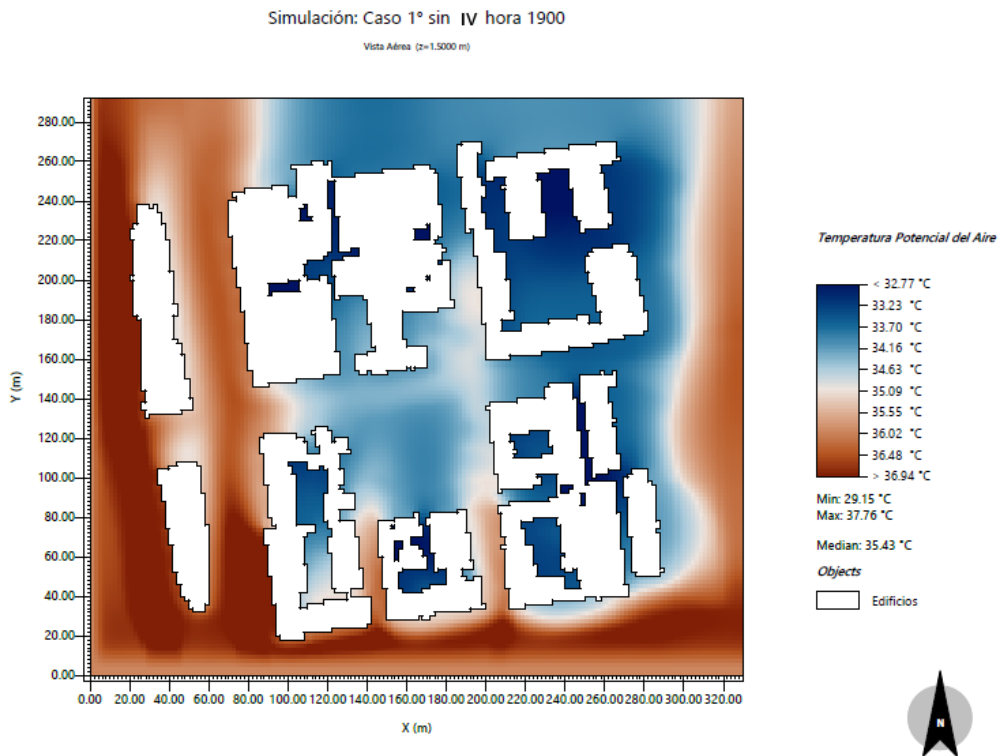 Simulación: Caso 1° sin IV hora 1900
Vista Aérea (z=1.5000 m)
280.00
260.00
240.00
220.00
200.00
180.00
160.00
140.00
120.00
100.00
80.00
60.00
40.00
20.00
0.00
Y (m)
0.00 20.00 40.00 60.00 80.00 100.00 120.00 140.00 160.00 180.00 200.00 220.00 240.00 260.00 280.00 300.00 320.00
X (m)
Temperatura Potencial del Aire
< 32.77 °C
33.23 °C
33.70 °C
34.16 °C
34.63 °C
35.09 °C
35.55 °C
36.02 °C
36.48 °C
> 36.94 °C
Min: 29.15 °C
Max: 37.76 °C
Median: 35.43 °C
Objects
Edificios
N